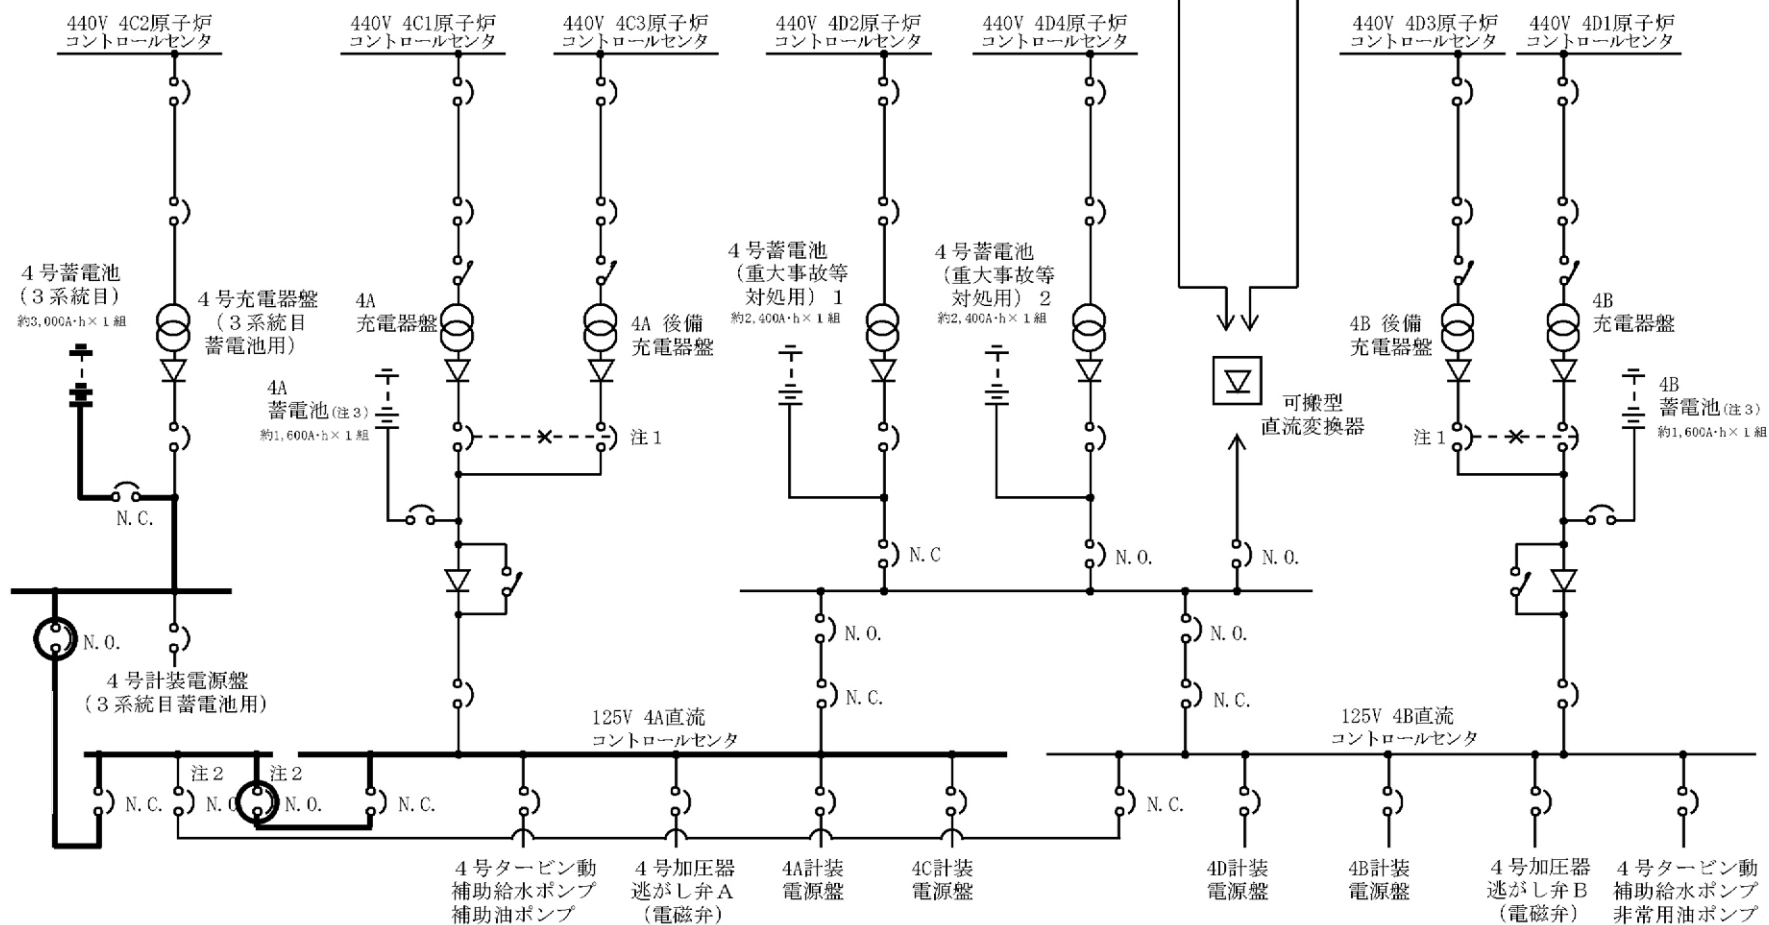 440V 4C2原子炉
コントロールセンタ
440V 4C1原子炉
コントロールセンタ
440V 4C3原子炉
コントロールセンタ
440V 4D2原子炉
コントロールセンタ
440V 4D4原子炉
コントロールセンタ
440V 4D3原子炉
コントロールセンタ
440V 4D1原子炉
コントロールセンタ
4号蓄電池
(3系統目)
約3,000A·h×1組
4号充電器盤
(3系統目
蓄電池用)
4A
充電器盤
4A 後備
充電器盤
4号蓄電池
(重大事故等
対処用) 1
約2,400A·h×1組
4号蓄電池
(重大事故等
対処用) 2
約2,400A·h×1組
4B 後備
充電器盤
4B
充電器盤
4A
蓄電池(注3)
約1,600A·h×1組
注1
可搬型
直流変換器
注1
4B
蓄電池(注3)
約1,600A·h×1組
N.C.
N.C
N.O.
N.O.
N.O.
N.O.
N.O.
4号計装電源盤
(3系統目蓄電池用)
N.C.
N.C.
125V 4A直流
コントロールセンタ
125V 4B直流
コントロールセンタ
注2
注2
N.C.
N.O
N.O.
N.C.
N.C.
4号タービン動
補助給水ポンプ
補助油ポンプ
4号加圧器
逃がし弁A
(電磁弁)
4A計装
電源盤
4C計装
電源盤
4D計装
電源盤
4B計装
電源盤
4号加圧器
逃がし弁B
(電磁弁)
4号タービン動
補助給水ポンプ
非常用油ポンプ